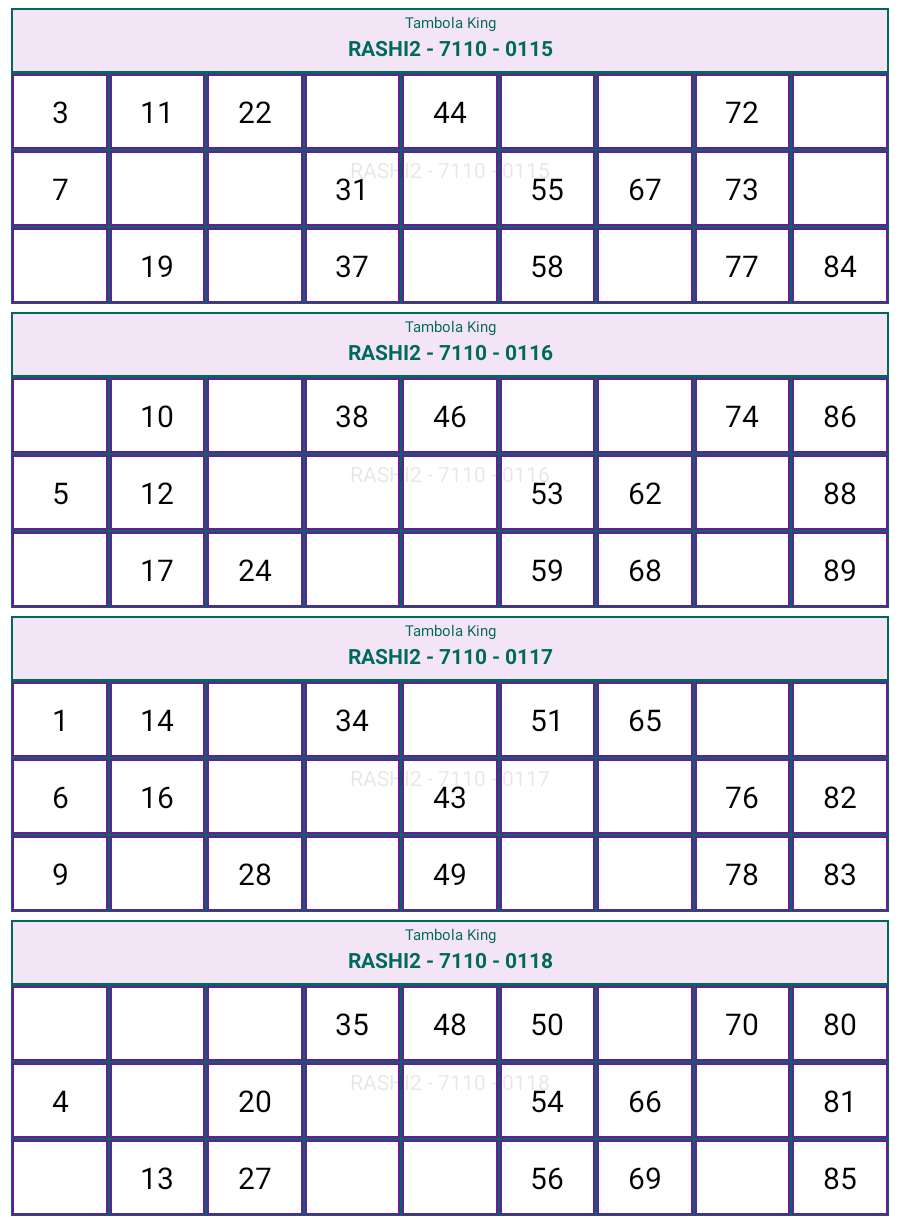 Tambola King
RASHI2 - 7110 - 0115
3 11 22 44 72
RASHI2 - 7110 - 0115
7 31 55 67 73
19 37 58 77 84
Tambola King
RASHI2 - 7110 - 0116
10 38 46 74 86
RASHI2 - 7110 - 0116
5 12 53 62 88
17 24 59 68 89
Tambola King
RASHI2 - 7110 - 0117
1 14 34 51 65
RASHI2 - 7110 - 0117
6 16 43 76 82
9 28 49 78 83
Tambola King
RASHI2 - 7110 - 0118
35 48 50 70 80
RASHI2 - 7110 - 0118
4 20 54 66 81
13 27 56 69 85